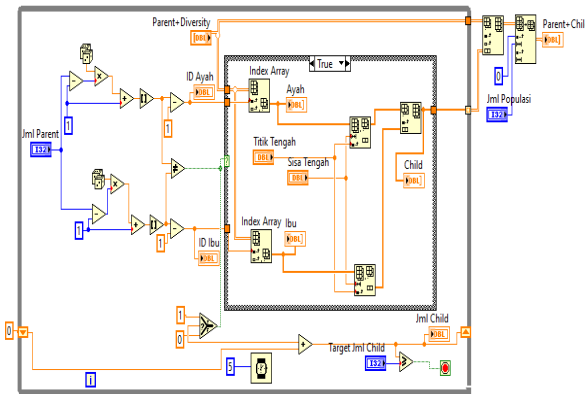 Parent+Diversity
DBL
Parent+Chil
DBL
True
ID Ayah
DBL
Index Array
Ayah
DBL
0
Jml Populasi
I32
1
1
Jml Parent
I32
Titik Tengah
DBL
Sisa Tengah
DBL
Child
DBL
Index Array
Ibu
DBL
1
1
ID Ibu
DBL
1
0
0
Jml Child
DBL
Target Jml Child
I32
5
i